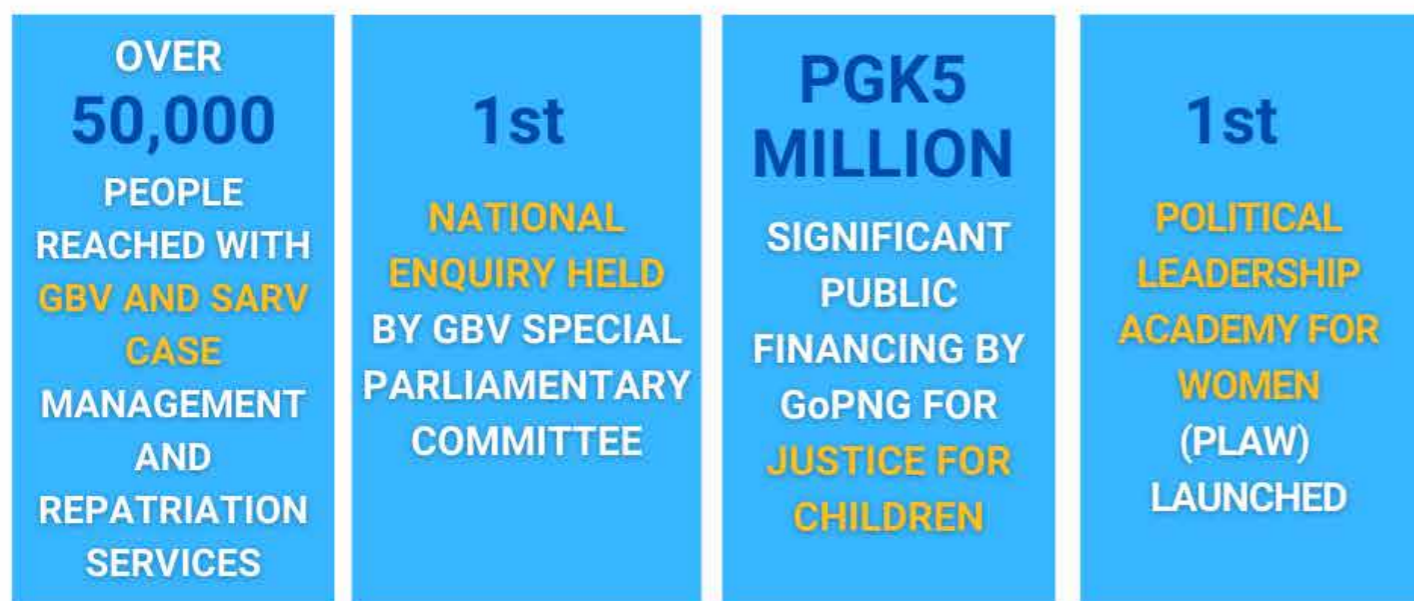 OVER
50,000
PEOPLE
REACHED WITH
GBV AND SARV
CASE
MANAGEMENT
AND
REPATRIATION
SERVICES
1st
NATIONAL
ENQUIRY HELD
BY GBV SPECIAL
PARLIAMENTARY
COMMITTEE
PGK5
MILLION
SIGNIFICANT
PUBLIC
FINANCING BY
GoPNG FOR
JUSTICE FOR
CHILDREN
1st
POLITICAL
LEADERSHIP
ACADEMY FOR
WOMEN
(PLAW)
LAUNCHED